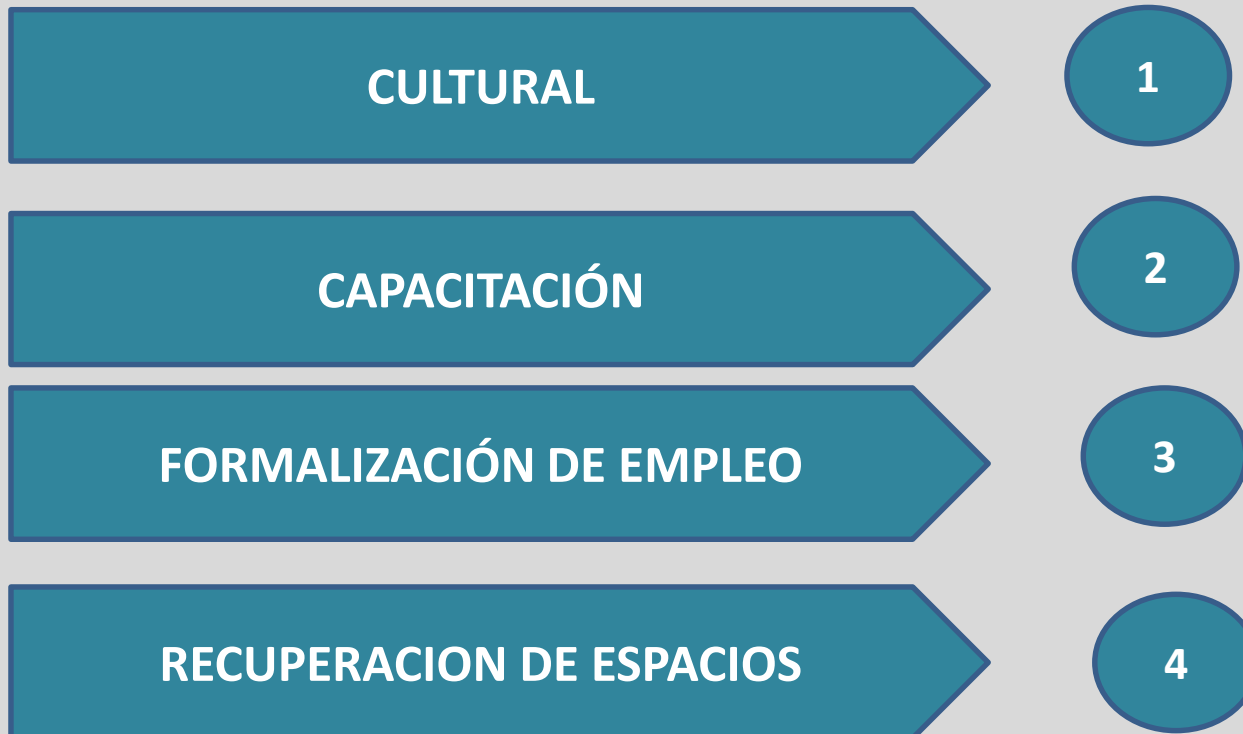 CULTURAL
1
CAPACITACIÓN
2
FORMALIZACIÓN DE EMPLEO
3
RECUPERACION DE ESPACIOS
4